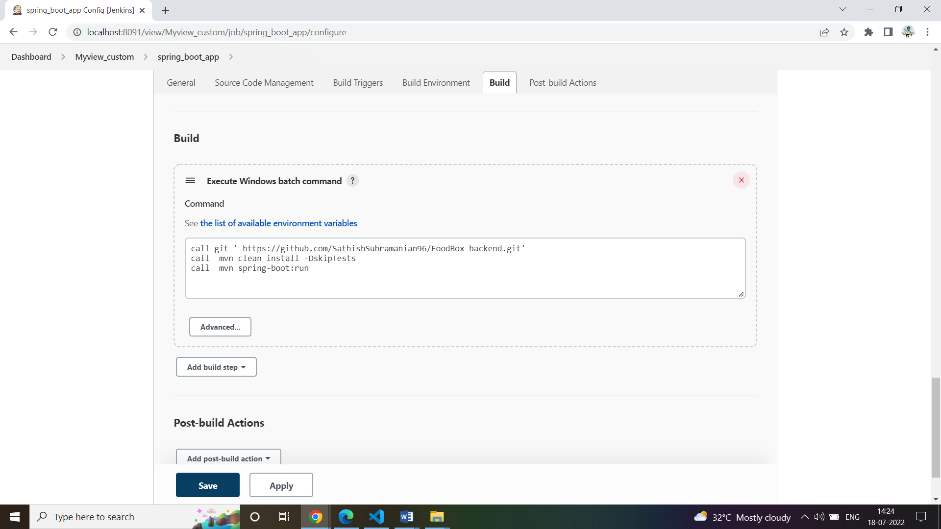 spring_boot_app Config [Jenkins]
localhost:8091/view/Myview_custom/job/spring_boot_app/configure
Dashboard
Myview_custom
spring_boot_app
General
Source Code Management
Build Triggers
Build Environment
Build
Post-build Actions
Build
Execute Windows batch command ?
Command
See the list of available environment variables
call git ' https://github.com/SathishSubramanian96/FoodBox backend.git'
call  mvn clean install -DskipTests
call  mvn spring-boot:run
Advanced...
Add build step
Post-build Actions
Add post-build action
Save
Apply
Type here to search
32°C Mostly cloudy
ENG
14:24
18-07-2022